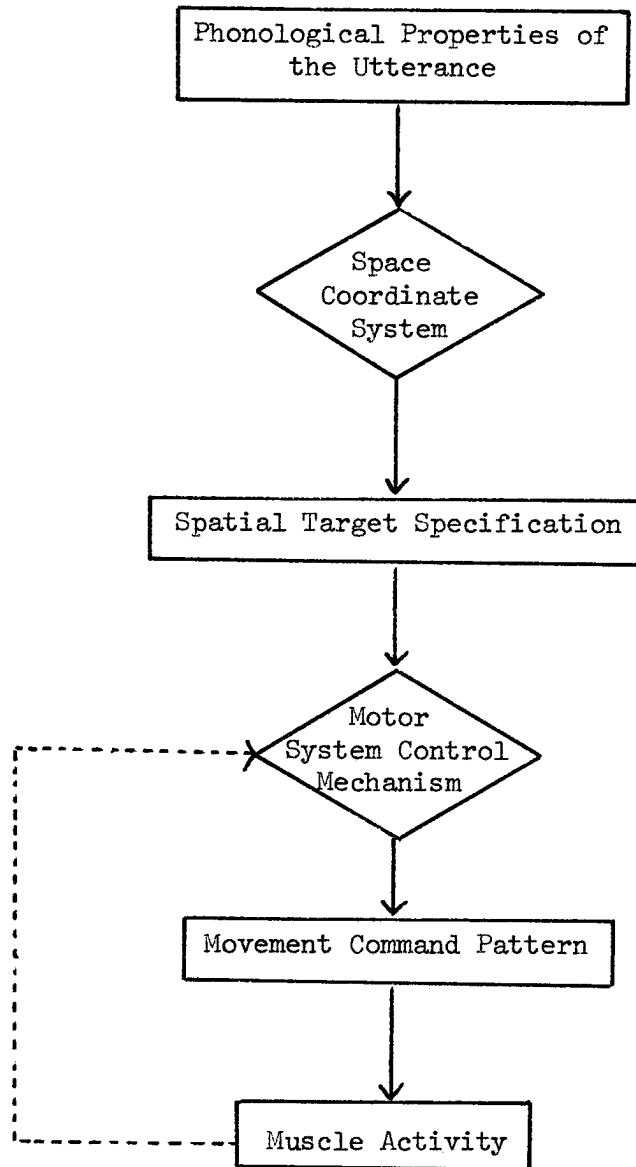 Phonological Properties of
the Utterance
Space
Coordinate
System
Spatial Target Specification
Motor
System Control
Mechanism
Movement Command Pattern
Muscle Activity